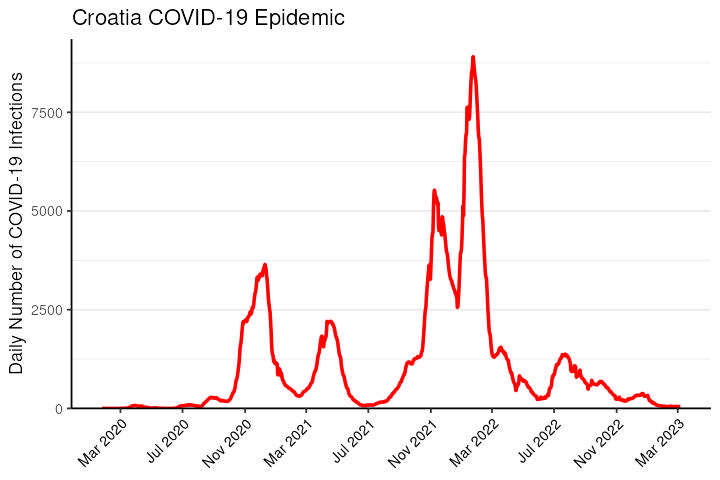 Croatia COVID-19 Epidemic
Daily Number of COVID-19 Infections
7500
5000
2500
0
Mar 2020
Jul 2020
Nov 2020
Mar 2021
Jul 2021
Nov 2021
Mar 2022
Jul 2022
Nov 2022
Mar 2023